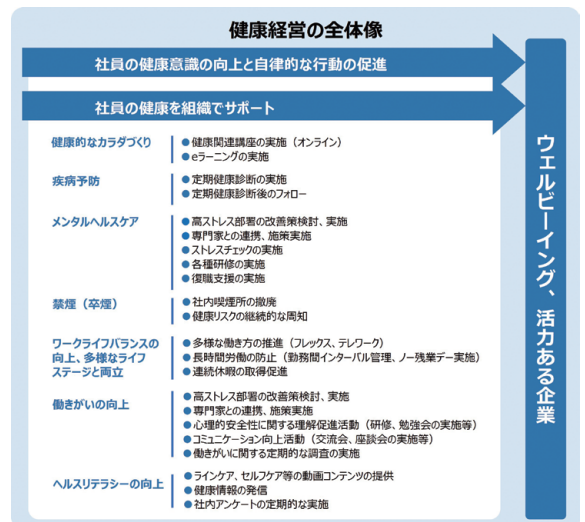 健康経営の全体像
社員の健康意識の向上と自律的な行動の促進
社員の健康を組織でサポート
健康的なカラダづくり
●健康関連講座の実施（オンライン）
●eラーニングの実施
疾病予防
●定期健康診断の実施
●定期健康診断後のフォロー
メンタルヘルスケア
●高ストレス部署の改善策検討、実施
●専門家との連携、施策実施
●ストレスチェックの実施
●各種研修の実施
●復職支援の実施
禁煙（卒煙）
●社内喫煙所の撤廃
●健康リスクの継続的な周知
ワークライフバランスの
向上、多様なライフ
ステージと両立
●多様な働き方の推進（フレックス、テレワーク）
●長時間労働の防止（勤務間インターバル管理、ノー残業デー実施）
●連続休暇の取得促進
働きがいの向上
●高ストレス部署の改善策検討、実施
●専門家との連携、施策実施
●心理的安全性に関する理解促進活動（研修、勉強会の実施等）
●コミュニケーション向上活動（交流会、座談会の実施等）
●働きがいに関する定期的な調査の実施
ヘルスリテラシーの向上
●ラインケア、セルフケア等の動画コンテンツの提供
●健康情報の発信
●社内アンケートの定期的な実施
ウェルビーイング、活力ある企業